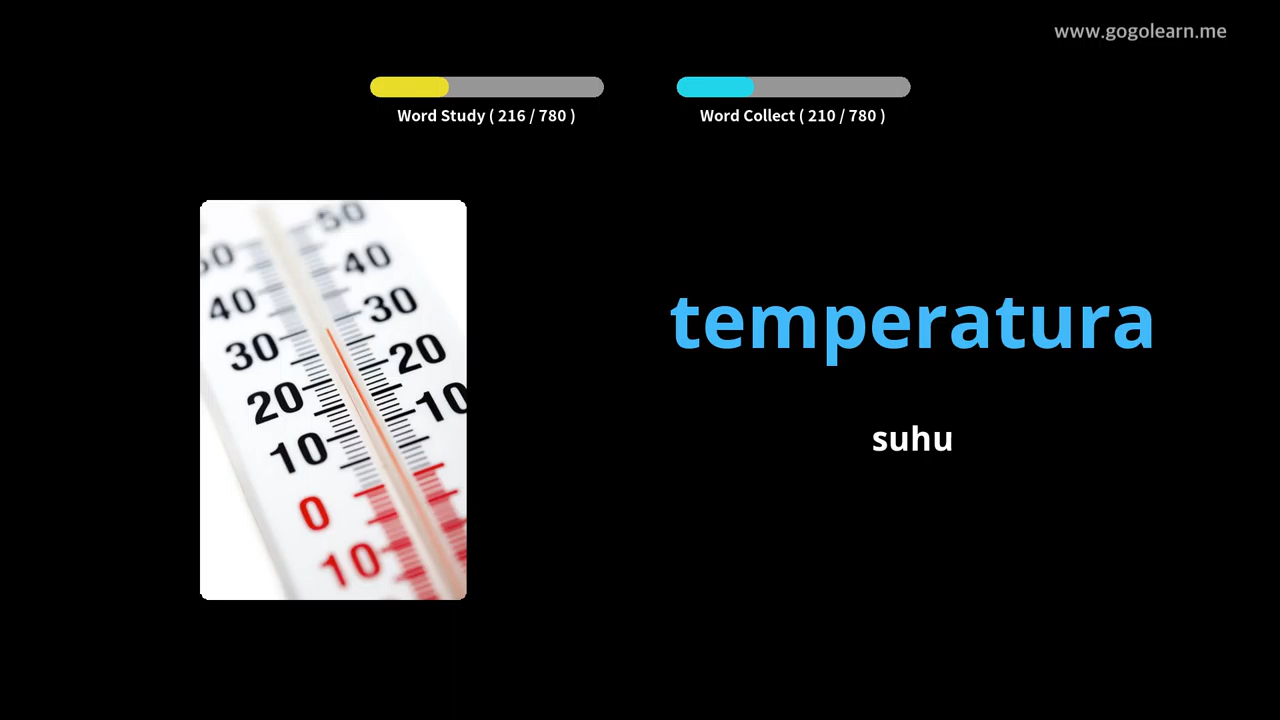 www.gogolearn.me
Word Study ( 216 / 780 )
Word Collect ( 210 / 780 )
temperatura
suhu
50
40
30
20
10
40
30
20
10
0
10